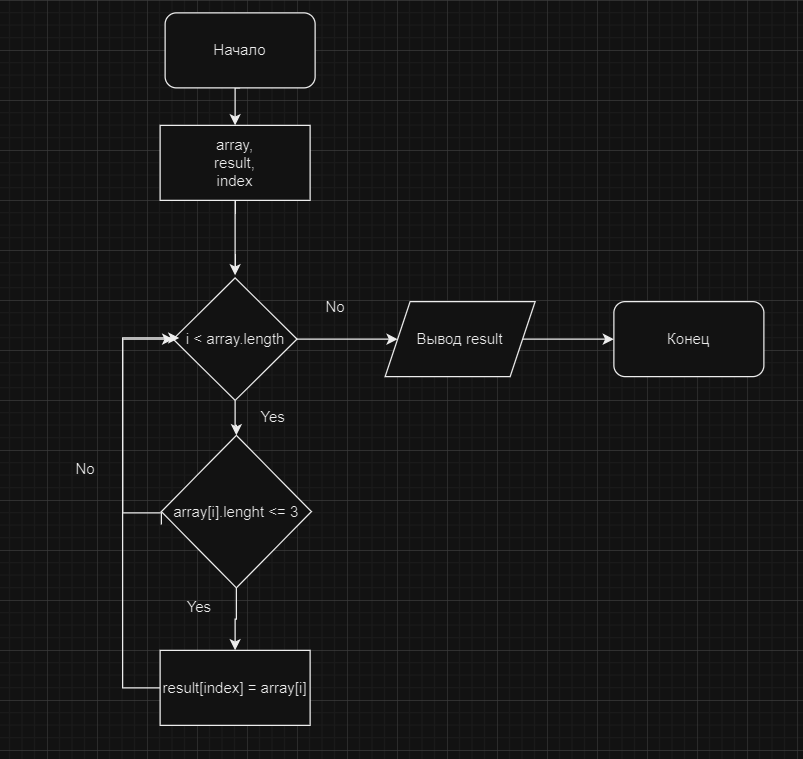 Начало
array,
result,
index
i < array.length
No
Вывод result
Конец
Yes
No
array[i].lenght <= 3
Yes
result[index] = array[i]